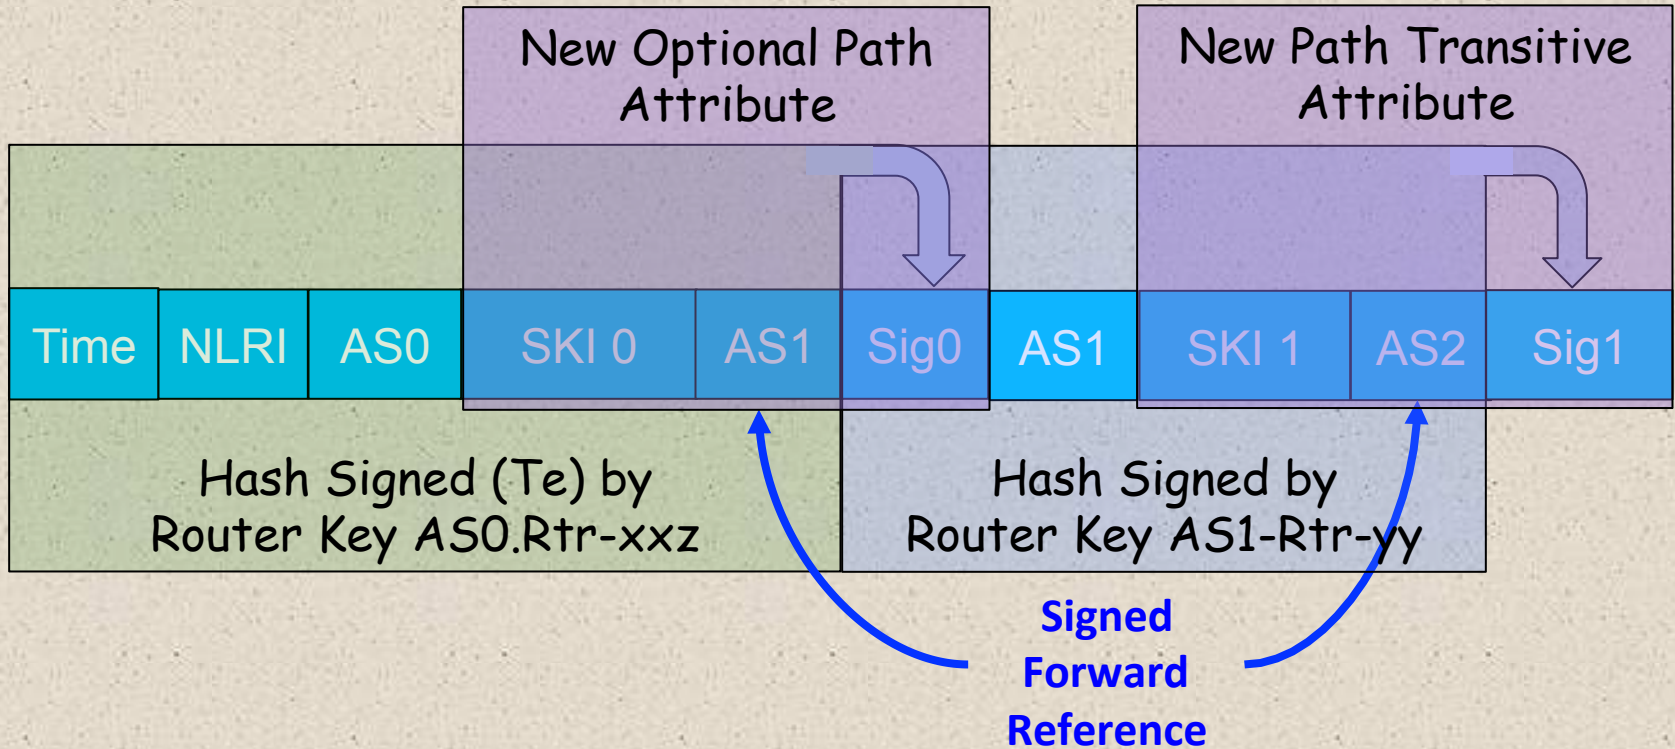 New Optional Path
Attribute
New Path Transitive
Attribute
Time NLRI AS0 SKI 0 AS1 Sig0 AS1 SKI 1 AS2 Sig1
Hash Signed (Te) by
Router Key AS0.Rtr-xxz
Hash Signed by
Router Key AS1-Rtr-yy
Signed
Forward
Reference